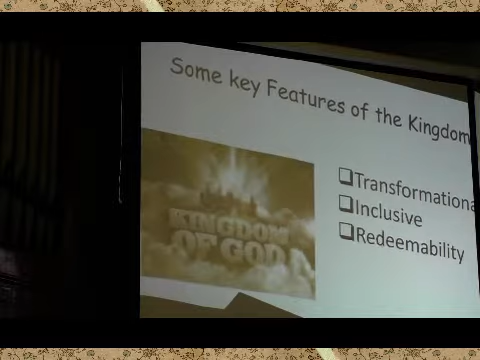 Some key Features of the Kingdom
KINGDOM
OF GOD
Transformationa
Inclusive
Redeemability